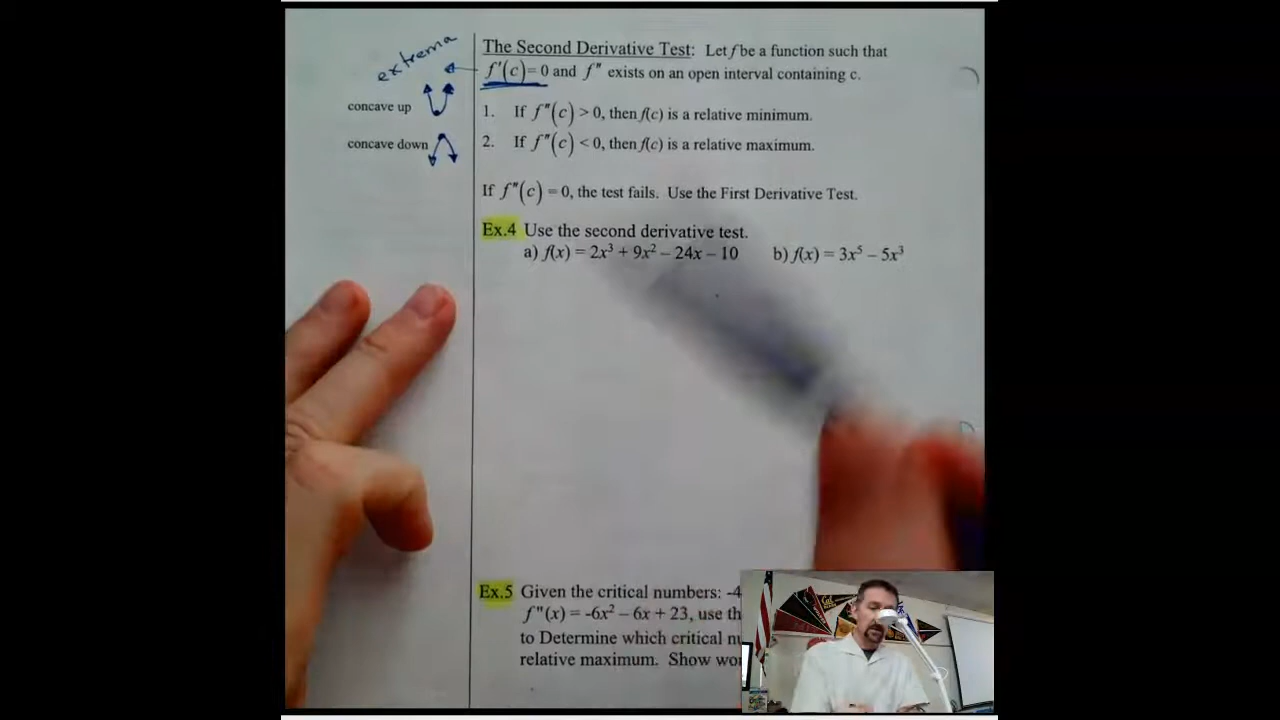 extrema
The Second Derivative Test: Let f be a function such that
f'(c) = 0 and f" exists on an open interval containing c.
concave up
1. If f"(c) > 0, then f(c) is a relative minimum.
concave down
2. If f"(c) < 0, then f(c) is a relative maximum.
If f"(c) = 0, the test fails. Use the First Derivative Test.
Ex.4 Use the second derivative test.
a) f(x) = 2x³ + 9x² – 24x – 10 b) f(x) = 3x⁵ – 5x³
Ex.5 Given the critical numbers: -4
f"(x) = -6x² – 6x + 23, use th
to Determine which critical nu
relative maximum. Show wo
Cal